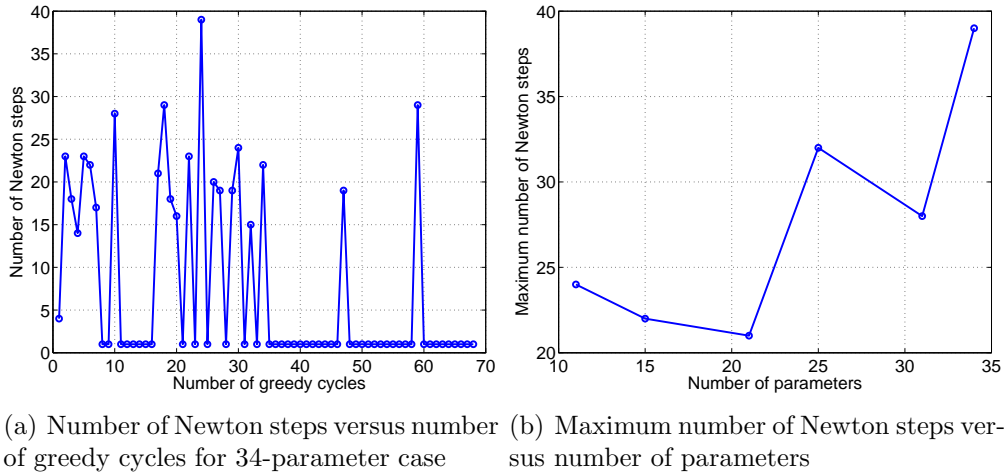 40
35
30
25
20
15
10
5
0
Number of Newton steps
0 10 20 30 40 50 60 70
Number of greedy cycles
40
35
30
25
20
Maximum number of Newton steps
10 15 20 25 30 35
Number of parameters
(a) Number of Newton steps versus number
of greedy cycles for 34-parameter case
(b) Maximum number of Newton steps ver-
sus number of parameters